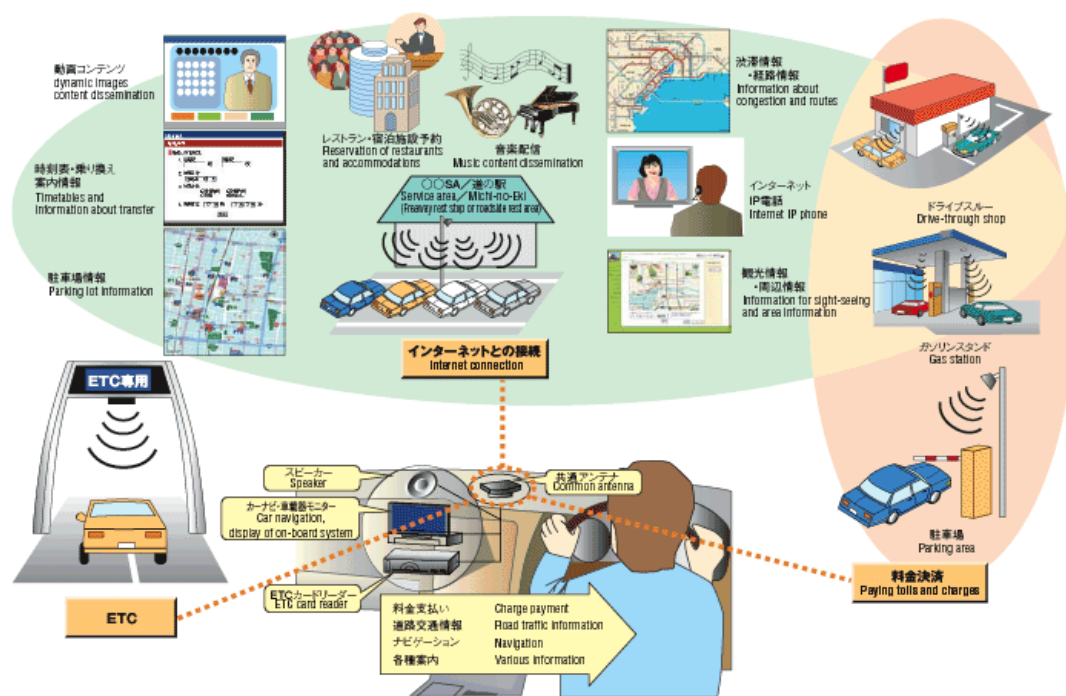 動画コンテンツ
dynamic images
content dissemination
時刻表・乗り換え
案内情報
Timetables and
Information about transfer
駐車場情報
Parking lot Information
レストラン・宿泊施設予約
Reservation of restaurants
and accommodations
音楽配信
Music content dissemination
〇〇SA／道の駅
Service area／Michi-no-Eki
(Freeway rest stop or roadside rest area)
インターネットとの接続
Internet connection
渋滞情報
・経路情報
Information about
congestion and routes
インターネット
IP電話
Internet IP phone
観光情報
・周辺情報
Information for sight-seeing
and area information
ドライブスルー
Drive-through shop
ガソリンスタンド
Gas station
駐車場
Parking area
料金決済
Paying tolls and charges
ETC専用
ETC
スピーカー
Speaker
カーナビ・車載器モニター
Car navigation,
display of on-board system
ETCカードリーダー
ETC card reader
共通アンテナ
Common antenna
料金支払い Charge payment
道路交通情報 Road traffic information
ナビゲーション Navigation
各種案内 Various information